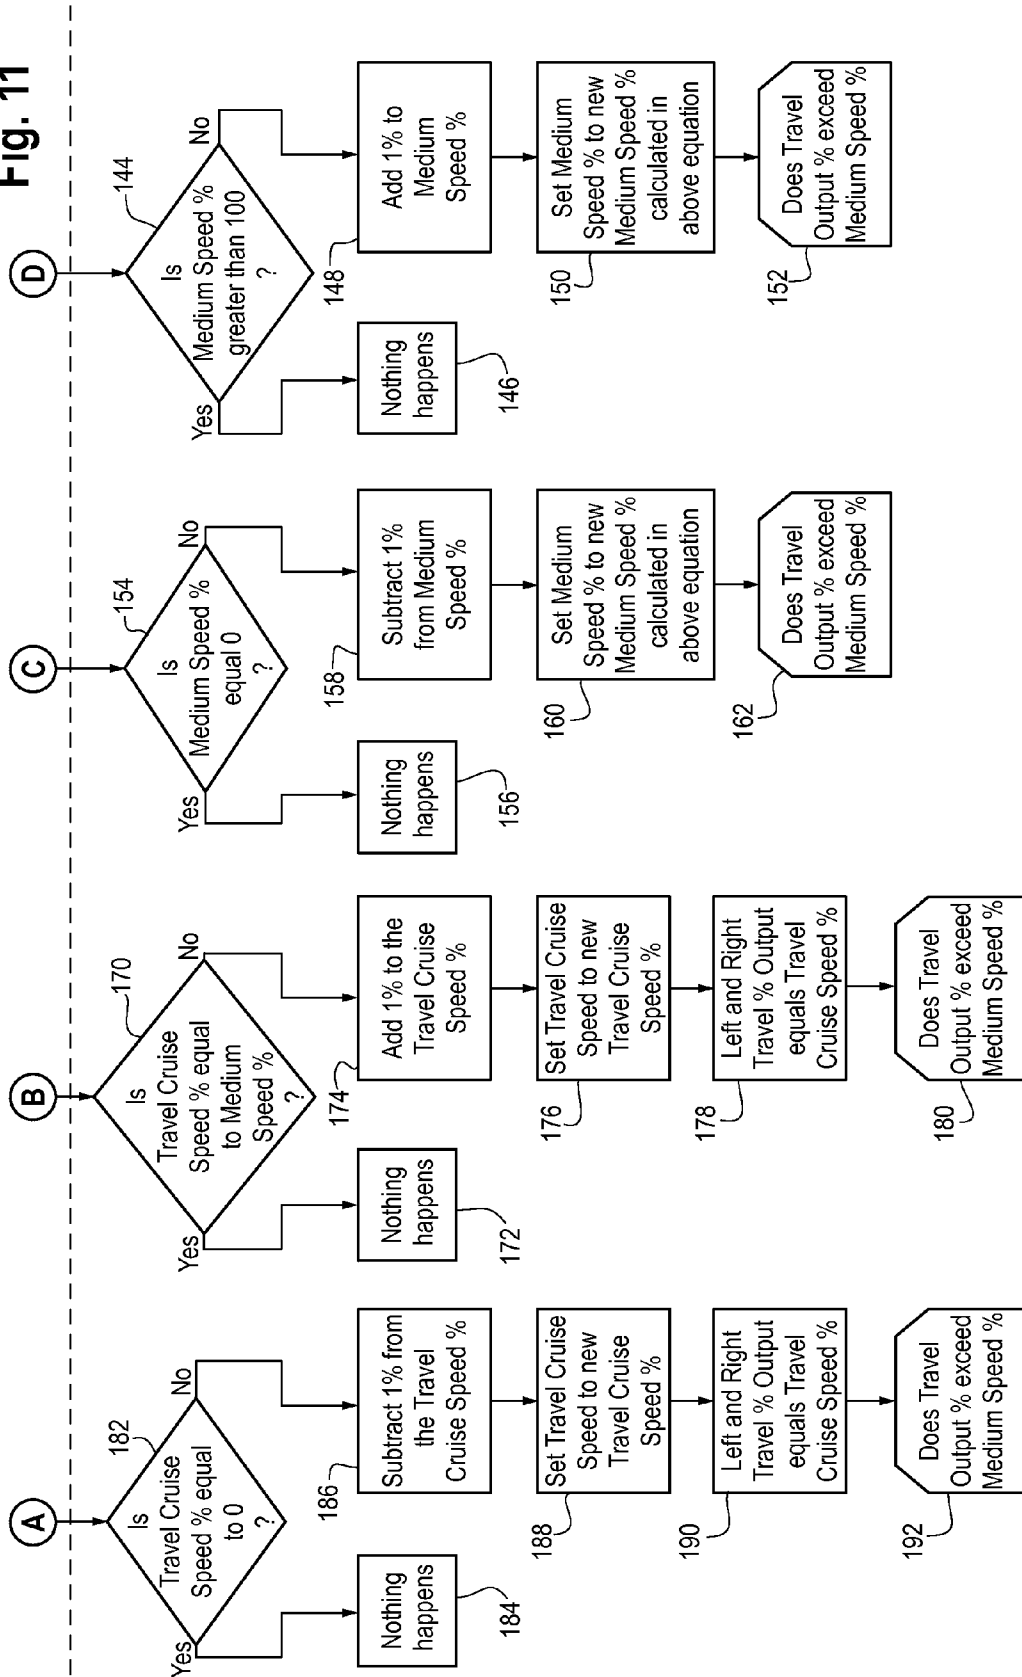 Fig. 11
A
182
Is
Travel Cruise
Speed % equal
to 0
?
Yes
No
Nothing
happens
184
186
Subtract 1% from
the Travel
Cruise Speed %
188
Set Travel Cruise
Speed to new
Travel Cruise
Speed %
190
Left and Right
Travel % Output
equals Travel
Cruise Speed %
192
Does Travel
Output % exceed
Medium Speed %
B
170
Is
Travel Cruise
Speed % equal
to Medium
Speed %
?
Yes
No
Nothing
happens
172
174
Add 1% to the
Travel Cruise
Speed %
176
Set Travel Cruise
Speed to new
Travel Cruise
Speed %
178
Left and Right
Travel % Output
equals Travel
Cruise Speed %
180
Does Travel
Output % exceed
Medium Speed %
C
154
Is
Medium Speed %
equal 0
?
Yes
No
Nothing
happens
156
158
Subtract 1%
from Medium
Speed %
160
Set Medium
Speed % to new
Medium Speed %
calculated in
above equation
162
Does Travel
Output % exceed
Medium Speed %
D
144
Is
Medium Speed %
greater than 100
?
Yes
No
Nothing
happens
146
148
Add 1% to
Medium
Speed %
150
Set Medium
Speed % to new
Medium Speed %
calculated in
above equation
152
Does Travel
Output % exceed
Medium Speed %